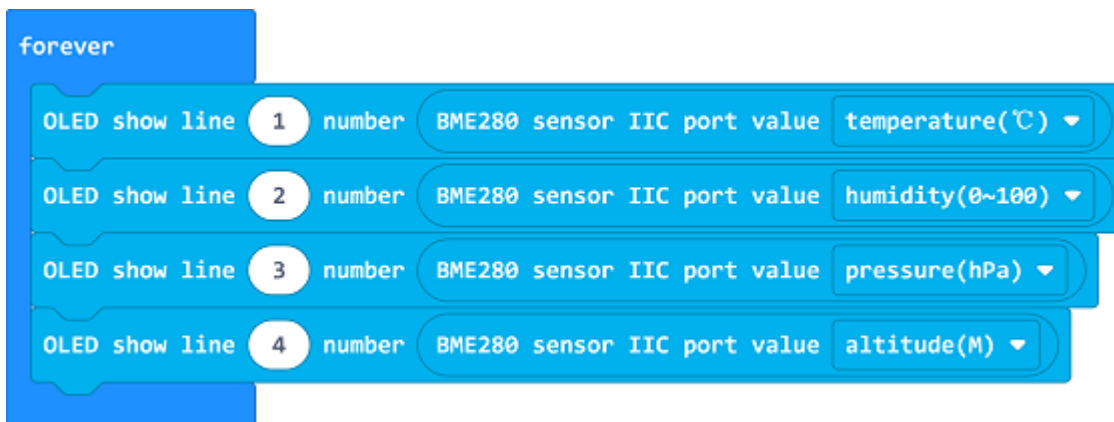 forever
OLED show line 1 number BME280 sensor IIC port value temperature(℃)
OLED show line 2 number BME280 sensor IIC port value humidity(0~100)
OLED show line 3 number BME280 sensor IIC port value pressure(hPa)
OLED show line 4 number BME280 sensor IIC port value altitude(M)